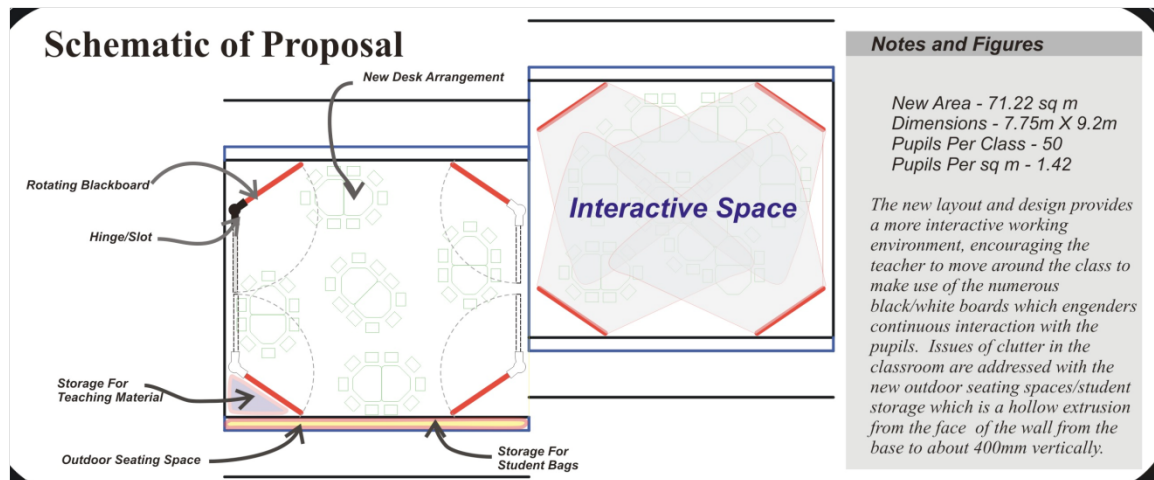 Schematic of Proposal
New Desk Arrangement
Rotating Blackboard
Hinge/Slot
Storage For
Teaching Material
Outdoor Seating Space
Storage For
Student Bags
Interactive Space
Notes and Figures
New Area - 71.22 sq m
Dimensions - 7.75m X 9.2m
Pupils Per Class - 50
Pupils Per sq m - 1.42
The new layout and design provides
a more interactive working
environment, encouraging the
teacher to move around the class to
make use of the numerous
black/white boards which engenders
continuous interaction with the
pupils.  Issues of clutter in the
classroom are addressed with the
new outdoor seating spaces/student
storage which is a hollow extrusion
from the face  of the wall from the
base to about 400mm vertically.